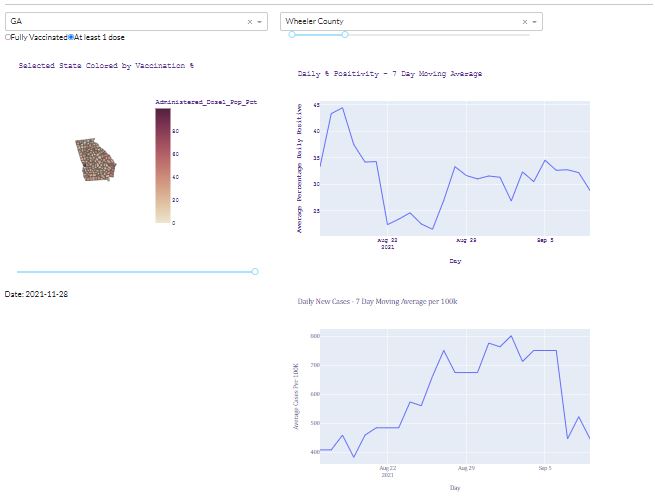 GA
Fully Vaccinated At least 1 dose
Selected State Colored by Vaccination %
Administered_Dose1_Pop_Pct
80
60
40
20
0
Date: 2021-11-28
Wheeler County
Daily % Positivity - 7 Day Moving Average
Average Percentage Daily Positive
45
40
35
30
25
Aug 22
2021
Aug 29
Sep 5
Day
Daily New Cases - 7 Day Moving Average per 100k
Average Cases Per 100K
800
700
600
500
400
Aug 22
2021
Aug 29
Sep 5
Day